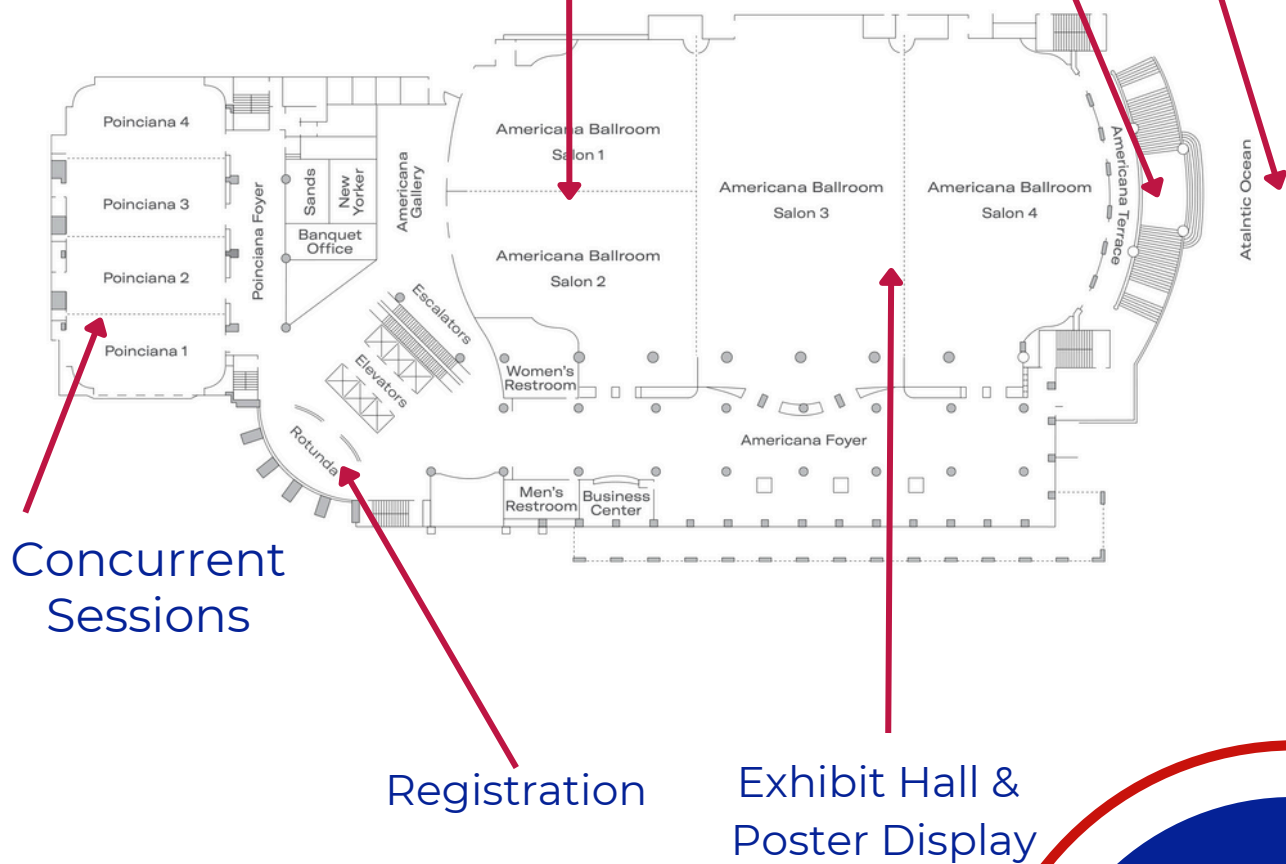 Poinciana 4
Poinciana 3
Poinciana 2
Poinciana 1
Poinciana Foyer
Sands
New
Yorker
Banquet
Office
Americana
Gallery
Americana Ballroom
Salon 1
Americana Ballroom
Salon 2
Americana Ballroom
Salon 3
Americana Ballroom
Salon 4
Americana Terrace
Ataintic Ocean
Escalators
Elevators
Women's
Restroom
Rotunda
Americana Foyer
Men's
Restroom
Business
Center
Concurrent
Sessions
Registration
Exhibit Hall &
Poster Display